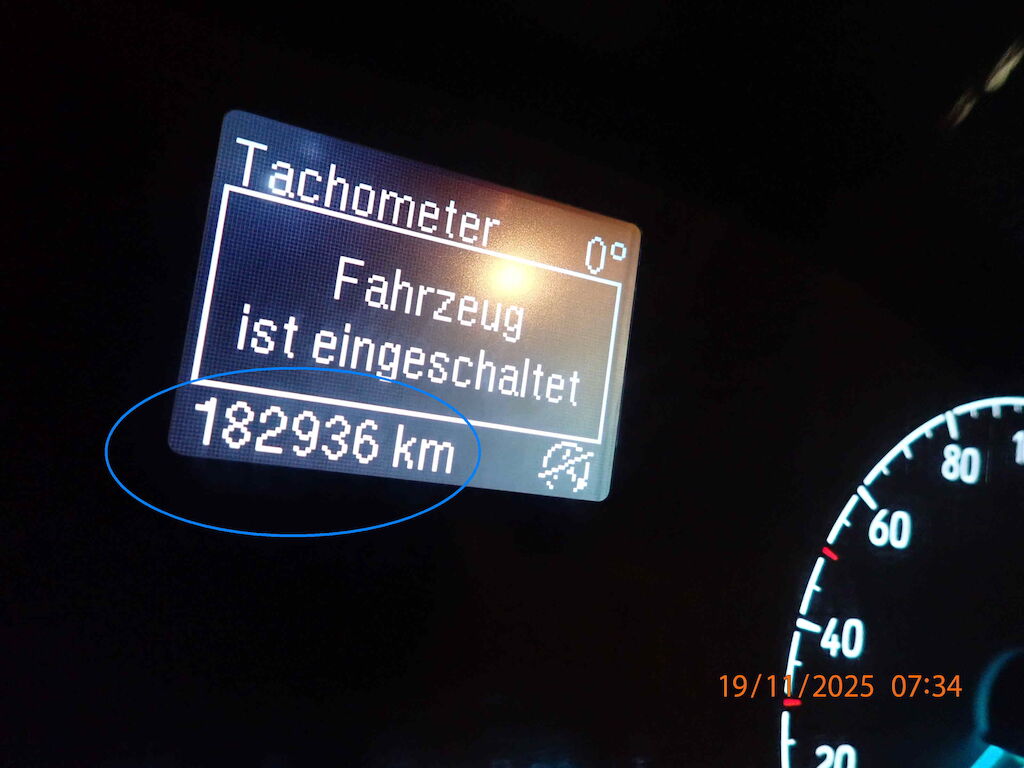 Tachometer
0°
Fahrzeug
ist eingeschaltet
182936 km
80
60
40
20
19/11/2025 07:34